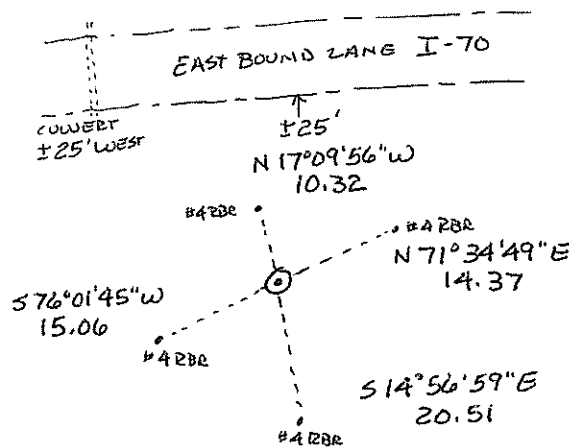 EAST BOUND LANE I-70
CULVERT
±25' WEST
±25'
N 17°09'56"W
10.32
#4 RBR
#4 RBR
N 71°34'49"E
14.37
S 76°01'45"W
15.06
#4 RBR
S 14°56'59"E
20.51
#4 RBR